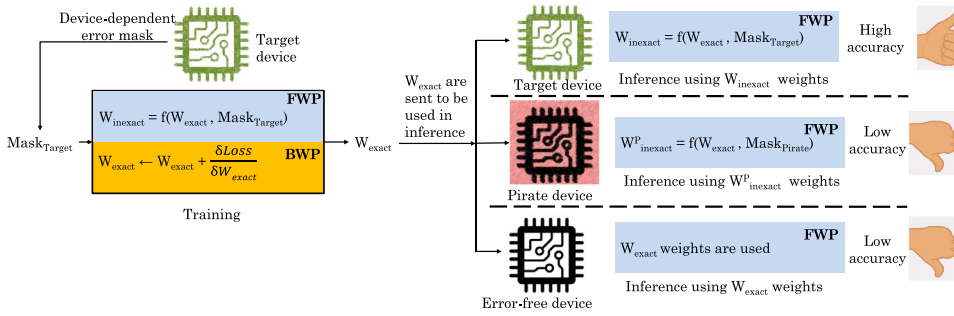 Device-dependent
error mask
Target
device
Mask_Target
FWP
W_inexact = f(W_exact , Mask_Target)
BWP
W_exact ← W_exact + δLoss/δW_exact
Training
W_exact
W_exact are
sent to be
used in
inference
Target device
FWP
W_inexact = f(W_exact , Mask_Target)
Inference using W_inexact weights
High
accuracy
Pirate device
FWP
W^P_inexact = f(W_exact , Mask_Pirate)
Inference using W^P_inexact weights
Low
accuracy
Error-free device
FWP
W_exact weights are used
Inference using W_exact weights
Low
accuracy